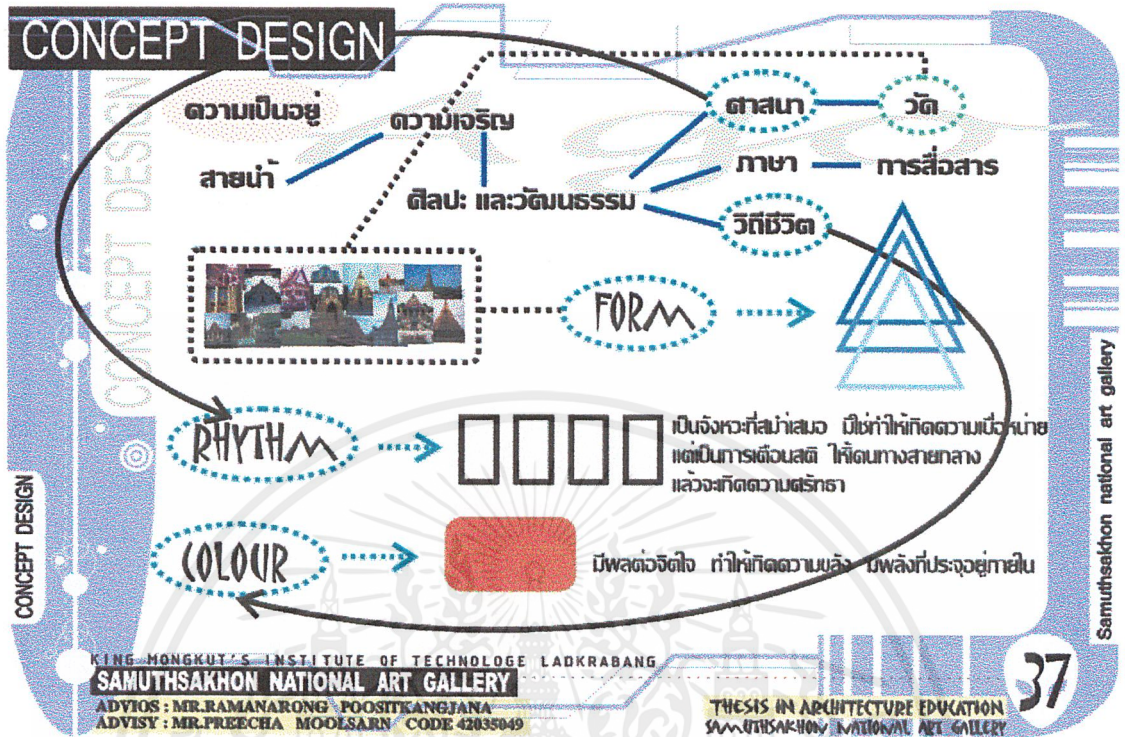 CONCEPT DESIGN
CONCEPT DESIGN
CONCEPT DESIGN
ความเป็นอยู่
ความเจริญ
ศาสนา
วัด
สายน้ำ
ภาษา
การสื่อสาร
ศิลปะ และวัฒนธรรม
วิถีชีวิต
FORM
RHYTHM
เป็นจังหวะที่สม่ำเสมอ มิใช่ทำให้เกิดความเบื่อหน่าย
แต่เป็นการเตือนสติ ให้เดินทางสายกลาง
แล้วจะเกิดความศรัทธา
COLOUR
มีผลต่อจิตใจ ทำให้เกิดความขลัง มีพลังที่ประจุอยู่ภายใน
CONCEPT DESIGN
Samuthsakhon national art gallery
KING MONGKUT'S INSTITUTE OF TECHNOLOGE LADKRABANG
SAMUTHSAKHON NATIONAL ART GALLERY
ADVIOS : MR.RAMANARONG POOSITKANGJANA
ADVISY : MR.PREECHA MOOLSARN CODE 42035049
THESIS IN ARCHITECTURE EDUCATION
SAMUTHSAKHON NATIONAL ART GALLERY
37